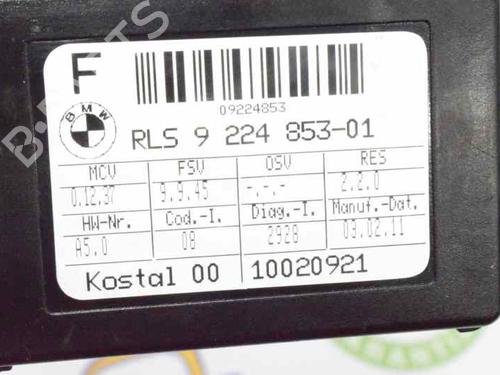 F
BMW
09224853
RLS 9 224 853-01
MCV FSV OSV RES
0.12.37 9.9.45 -.-.- 2.2.0
HW-Nr. Cod.-I. Diag.-I. Manuf.-Dat.
A5.0 08 2928 03.02.11
Kostal 00 10020921